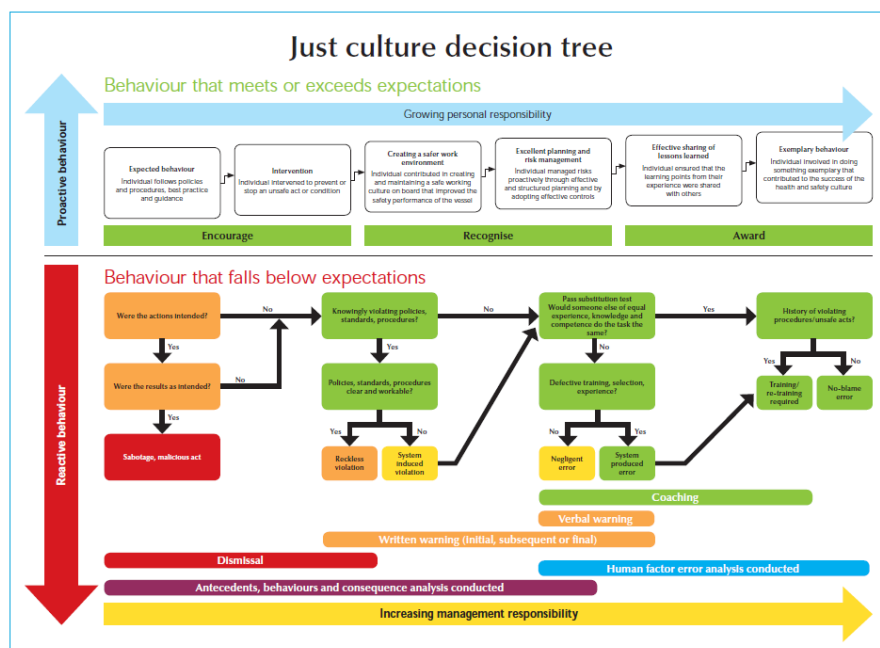 Just culture decision tree
Proactive behaviour
Behaviour that meets or exceeds expectations
Growing personal responsibility
Expected behaviour
Individual follows policies
and procedures, best practice
and guidance
Intervention
Individual intervened to prevent or
stop an unsafe act or condition
Creating a safer work
environment
Individual contributed in creating
and maintaining a safe working
culture on board that improved the
safety performance of the vessel
Excellent planning and
risk management
Individual managed risks
proactively through effective
and structured planning and by
adopting effective controls
Effective sharing of
lessons learned
Individual ensured that the
learning points from their
experience were shared
with others
Exemplary behaviour
Individual involved in doing
something exemplary that
contributed to the success of the
health and safety culture
Encourage
Recognise
Award
Reactive behaviour
Behaviour that falls below expectations
Were the actions intended?
No
Yes
Were the results as intended?
No
Yes
Sabotage, malicious act
Knowingly violating policies,
standards, procedures?
No
Yes
Policies, standards, procedures
clear and workable?
Yes
No
Reckless
violation
System
induced
violation
Pass substitution test
Would someone else of equal
experience, knowledge and
competence do the task the
same?
Yes
No
Defective training, selection,
experience?
No
Yes
Negligent
error
System
produced
error
History of violating
procedures/unsafe acts?
Yes
No
Training/
re-training
required
No-blame
error
Coaching
Verbal warning
Written warning (initial, subsequent or final)
Dismissal
Human factor error analysis conducted
Antecedents, behaviours and consequence analysis conducted
Increasing management responsibility